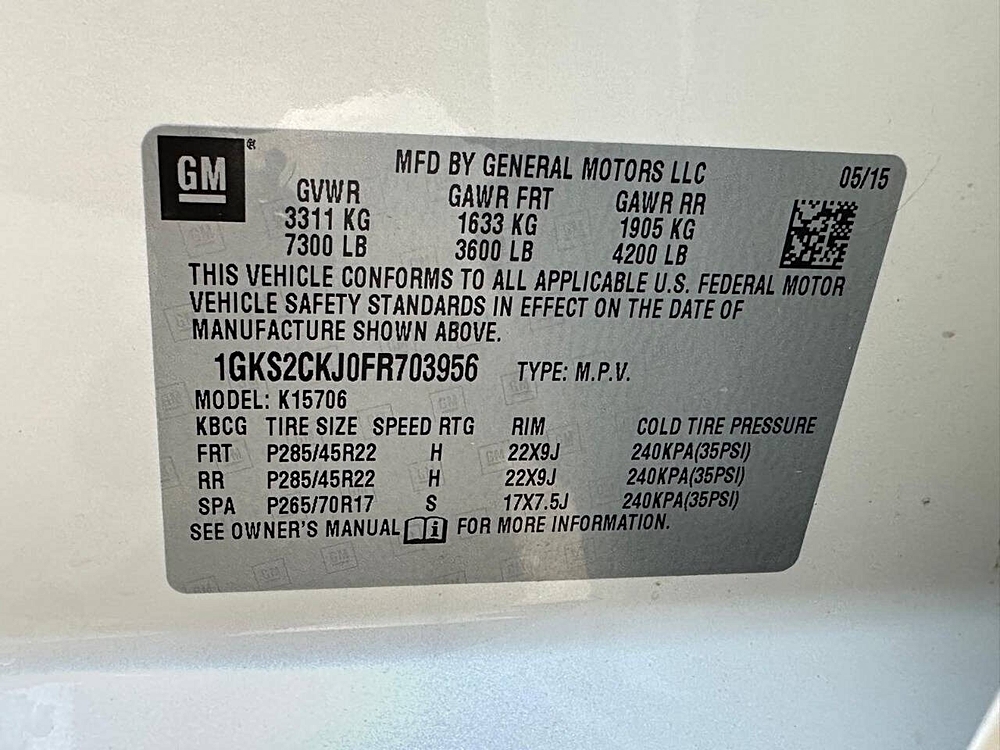 GM
MFD BY GENERAL MOTORS LLC 05/15
GVWR GAWR FRT GAWR RR
3311 KG 1633 KG 1905 KG
7300 LB 3600 LB 4200 LB
THIS VEHICLE CONFORMS TO ALL APPLICABLE U.S. FEDERAL MOTOR
VEHICLE SAFETY STANDARDS IN EFFECT ON THE DATE OF
MANUFACTURE SHOWN ABOVE.
1GKS2CKJ0FR703956 TYPE: M.P.V.
MODEL: K15706
KBCG TIRE SIZE SPEED RTG RIM COLD TIRE PRESSURE
FRT P285/45R22 H 22X9J 240KPA(35PSI)
RR P285/45R22 H 22X9J 240KPA(35PSI)
SPA P265/70R17 S 17X7.5J 240KPA(35PSI)
SEE OWNER'S MANUAL i FOR MORE INFORMATION.